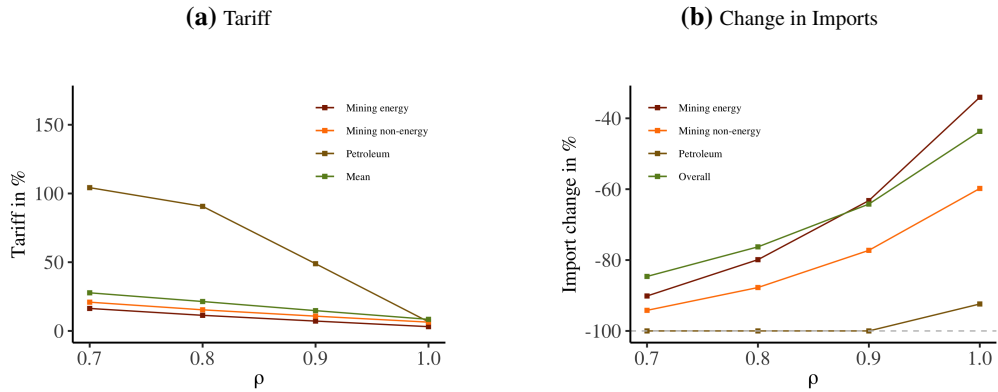 (a) Tariff
Tariff in %
150
100
50
0
0.7 0.8 0.9 1.0
ρ
Mining energy
Mining non-energy
Petroleum
Mean
(b) Change in Imports
Import change in %
-40
-60
-80
-100
0.7 0.8 0.9 1.0
ρ
Mining energy
Mining non-energy
Petroleum
Overall